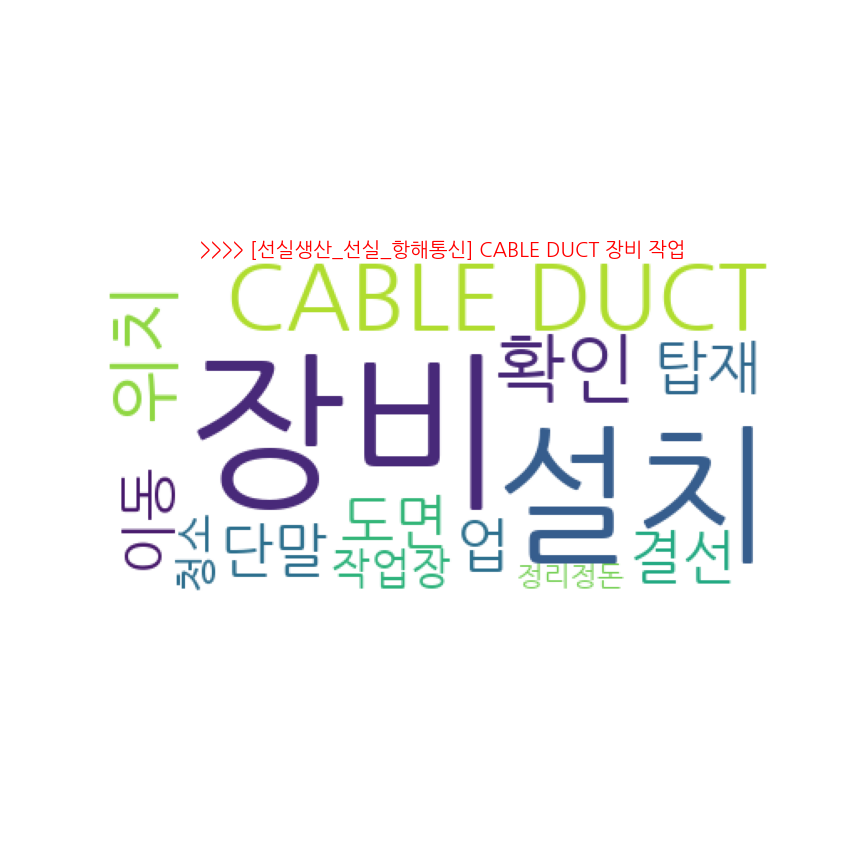 >>>> [선실생산_선실_항해통신] CABLE DUCT 장비 작업
CABLE DUCT
위치
확인
탑재
장비
설치
이동
청소
단말
도면
작업장
업
정리정돈
결선